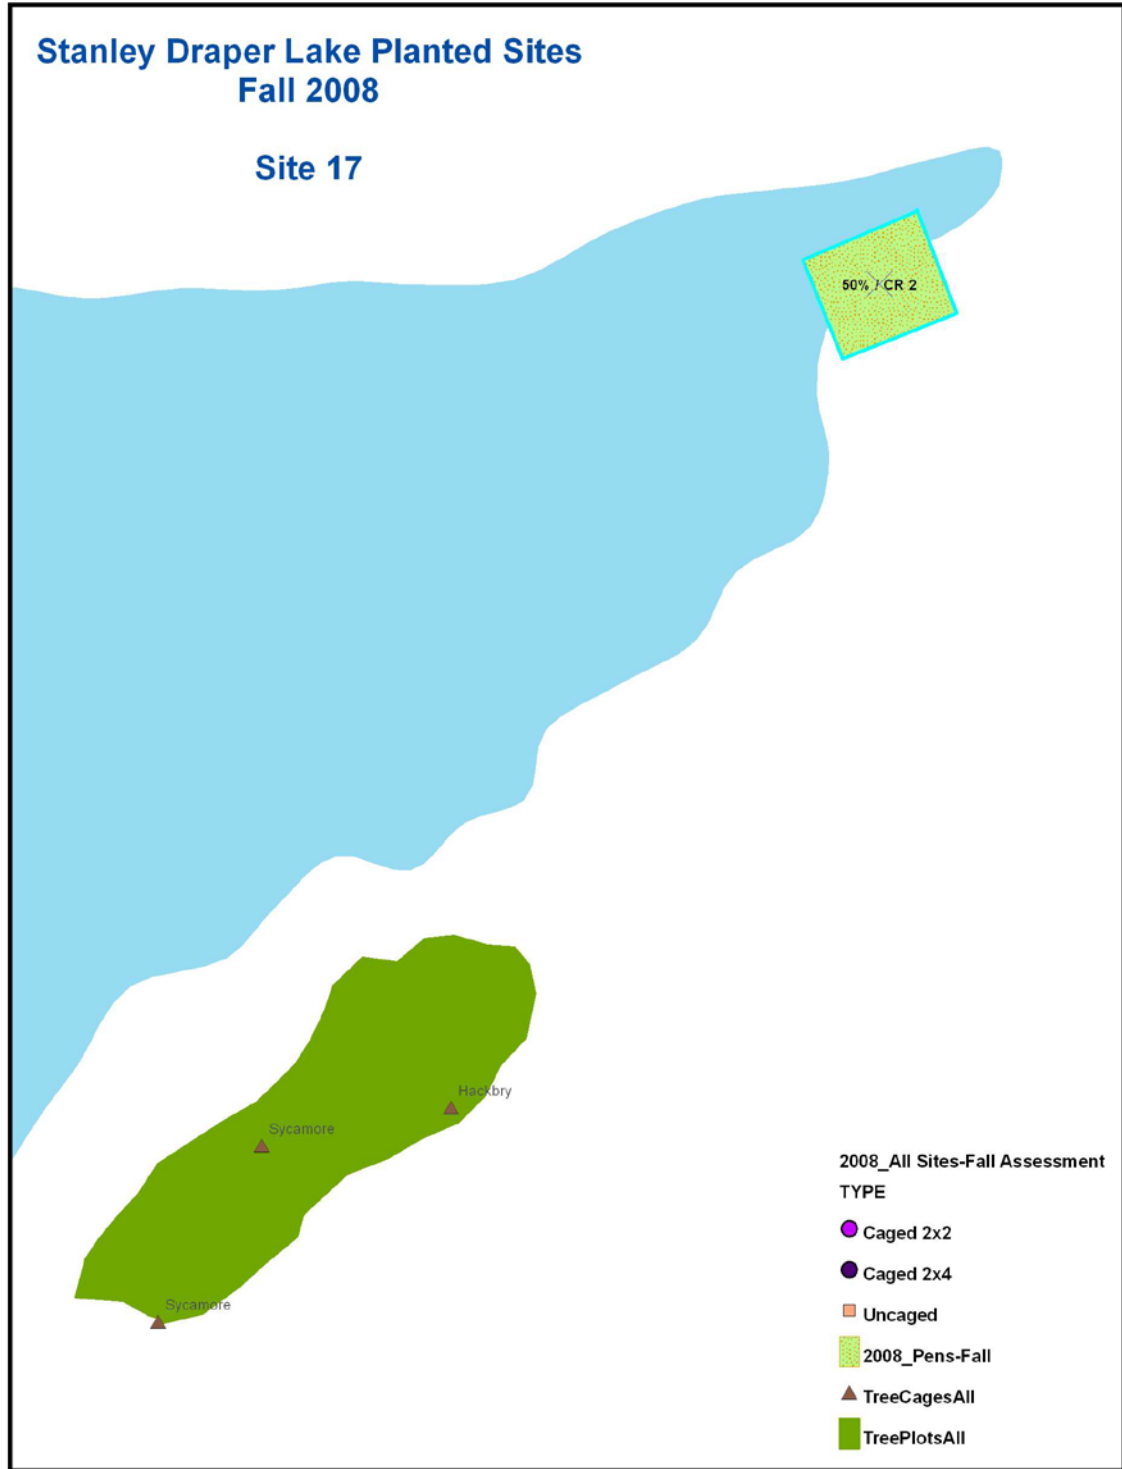 Stanley Draper Lake Planted Sites
Fall 2008
Site 17
50% / CR 2
Hackbry
Sycamore
Sycamore
2008_All Sites-Fall Assessment
TYPE
Caged 2x2
Caged 2x4
Uncaged
2008_Pens-Fall
TreeCagesAll
TreePlotsAll